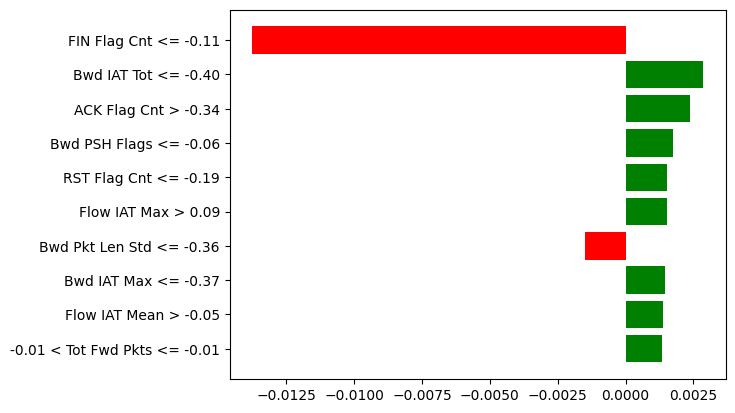 FIN Flag Cnt <= -0.11
Bwd IAT Tot <= -0.40
ACK Flag Cnt > -0.34
Bwd PSH Flags <= -0.06
RST Flag Cnt <= -0.19
Flow IAT Max > 0.09
Bwd Pkt Len Std <= -0.36
Bwd IAT Max <= -0.37
Flow IAT Mean > -0.05
-0.01 < Tot Fwd Pkts <= -0.01
−0.0125 −0.0100 −0.0075 −0.0050 −0.0025 0.0000 0.0025